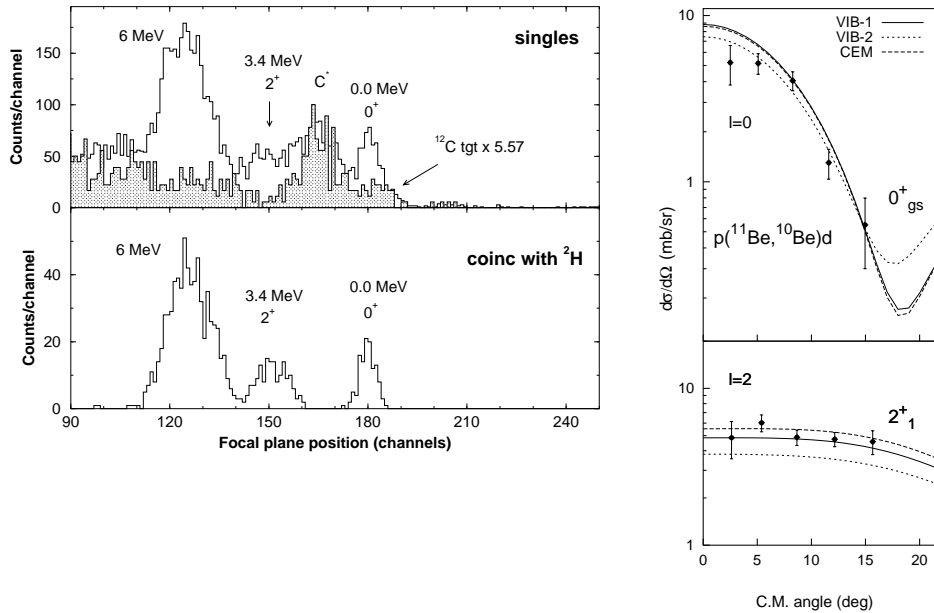 singles
6 MeV
3.4 MeV
2⁺
C*
0.0 MeV
0⁺
¹²C tgt x 5.57
Counts/channel
150
100
50
0
coinc with ²H
6 MeV
3.4 MeV
2⁺
0.0 MeV
0⁺
Counts/channel
40
20
0
90 120 150 180 210 240
Focal plane position (channels)
VIB-1
VIB-2
CEM
10
1
l=0
0⁺gs
p(¹¹Be,¹⁰Be)d
dσ/dΩ (mb/sr)
l=2
2⁺₁
10
1
0 5 10 15 20
C.M. angle (deg)